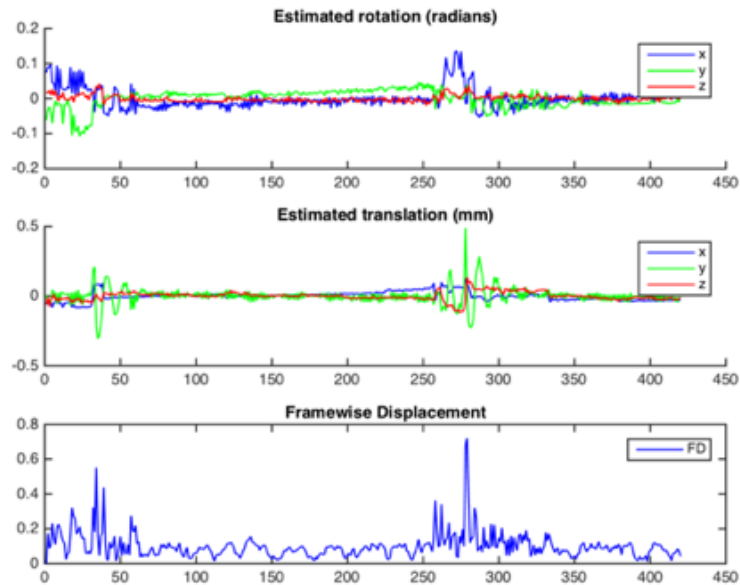 Estimated rotation (radians)
0.2
0.1
0
-0.1
-0.2
x
y
z
0 50 100 150 200 250 300 350 400 450
Estimated translation (mm)
0.5
0
-0.5
x
y
z
0 50 100 150 200 250 300 350 400 450
Framewise Displacement
0.8
0.6
0.4
0.2
0
FD
0 50 100 150 200 250 300 350 400 450